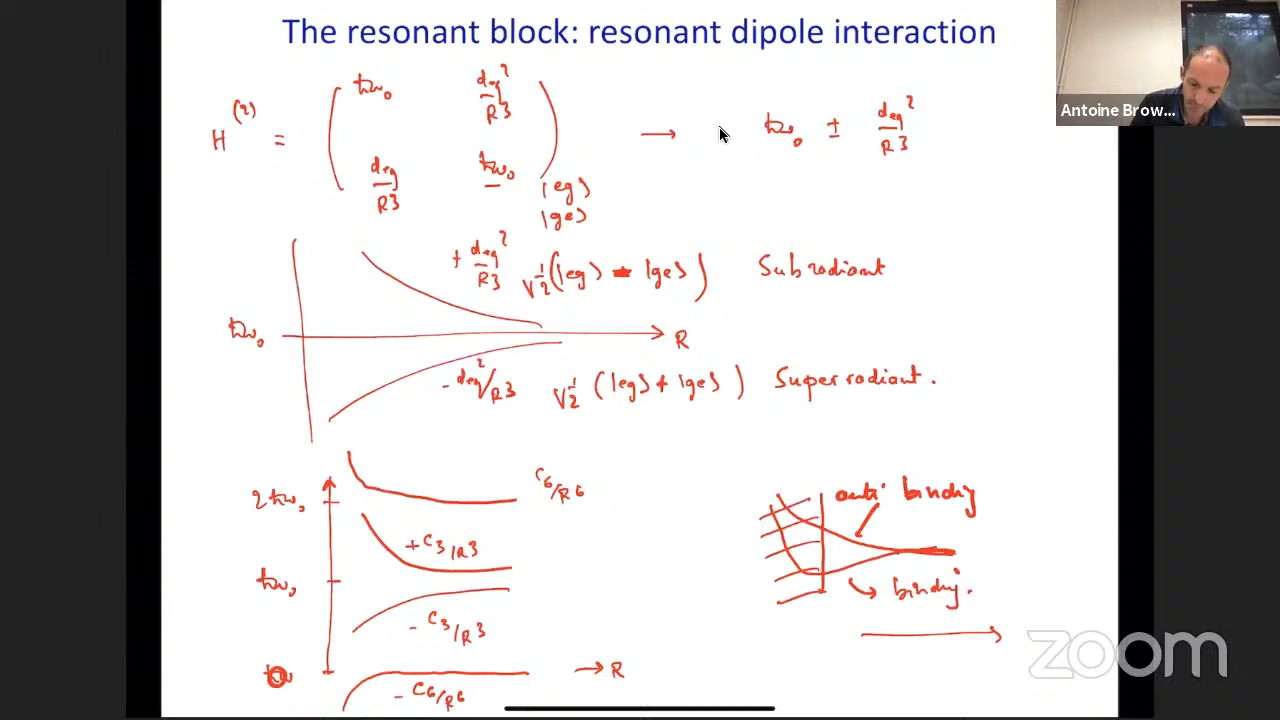 The resonant block: resonant dipole interaction
Antoine Brow...
H^(2) = ( ħω₀ deg²/R3 → ħω₀ ± deg²/R3
deg/R3 ħω₀ )
|eg⟩
|ge⟩
+ deg²/R3 1/√2 (|eg⟩ - |ge⟩) Subradiant
ħω₀ R
- deg²/R3 1/√2 (|eg⟩ + |ge⟩) Superradiant.
2ħω₀ C6/R6
anti binding
+C3/R3
ħω₀
binding.
- C3/R3
→ R
- C6/R6
zoom